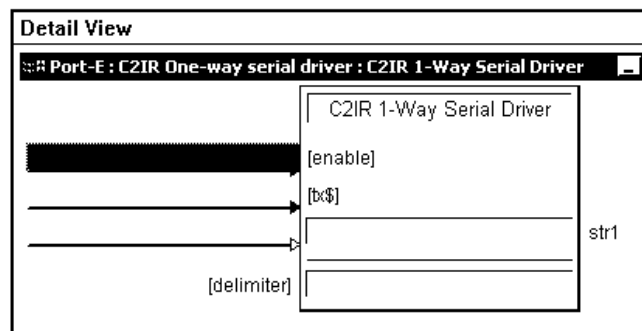 Detail View
Port-E : C2IR One-way serial driver : C2IR 1-Way Serial Driver
C2IR 1-Way Serial Driver
[enable]
[tx$]
str1
[delimiter]